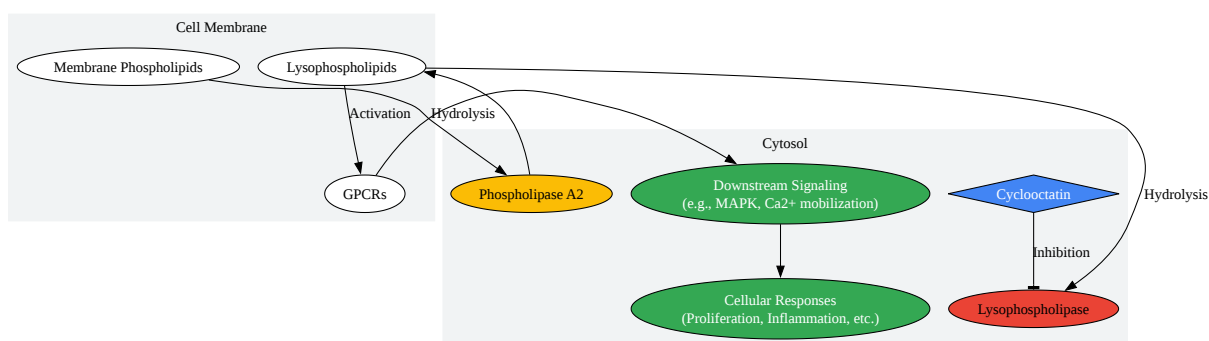 Cell Membrane
Membrane Phospholipids
Lysophospholipids
Activation
Hydrolysis
GPCRs
Cytosol
Phospholipase A2
Downstream Signaling
(e.g., MAPK, Ca2+ mobilization)
Cyclooctatin
Hydrolysis
Inhibition
Cellular Responses
(Proliferation, Inflammation, etc.)
Lysophospholipase